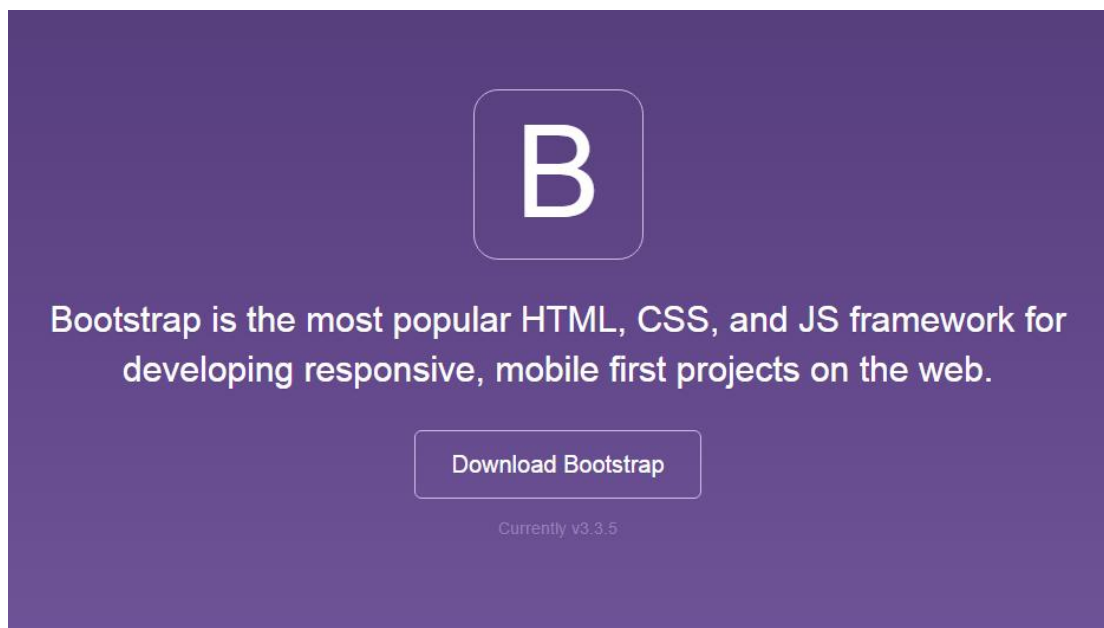 B
Bootstrap is the most popular HTML, CSS, and JS framework for
developing responsive, mobile first projects on the web.
Download Bootstrap
Currently v3.3.5